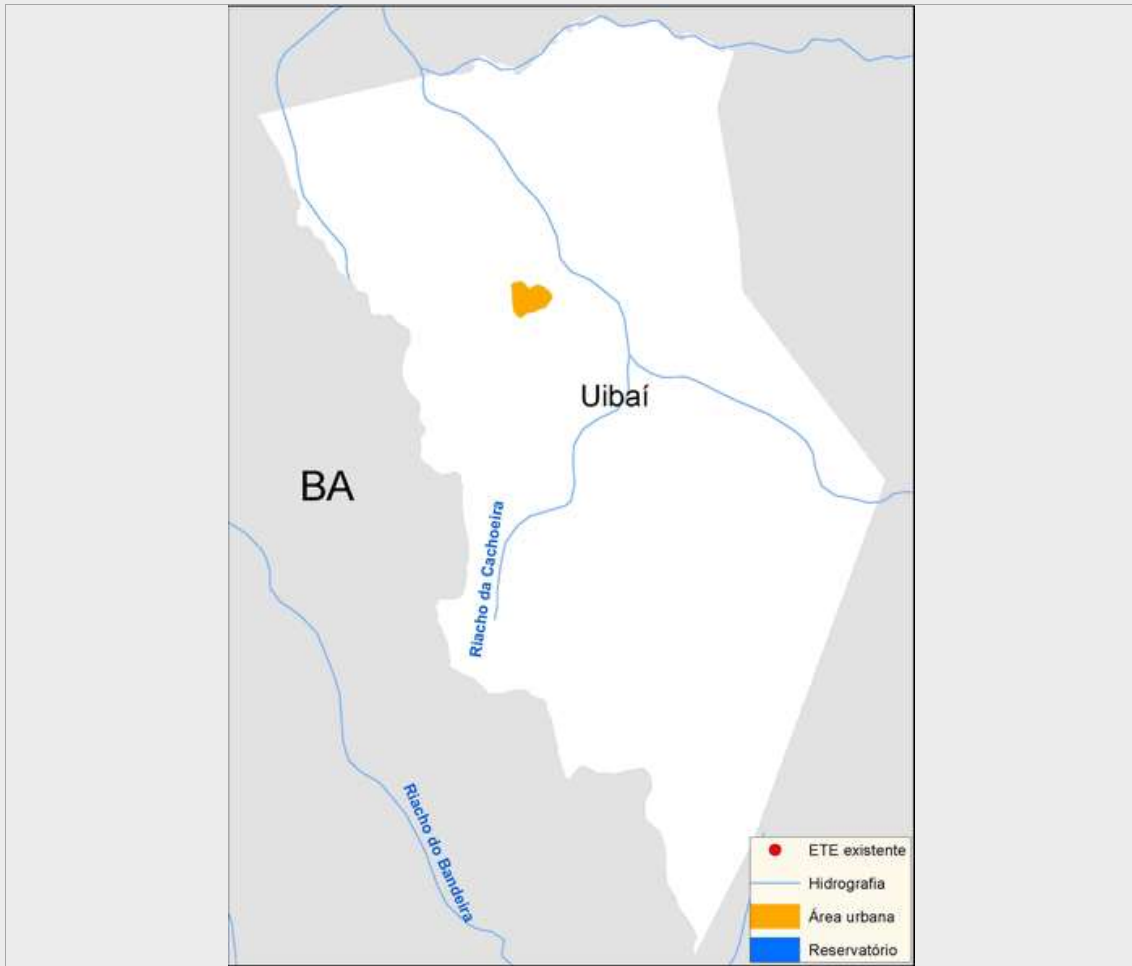 Uibaí
BA
Riacho da Cachoeira
Riacho do Bandeira
ETE existente
Hidrografia
Área urbana
Reservatório